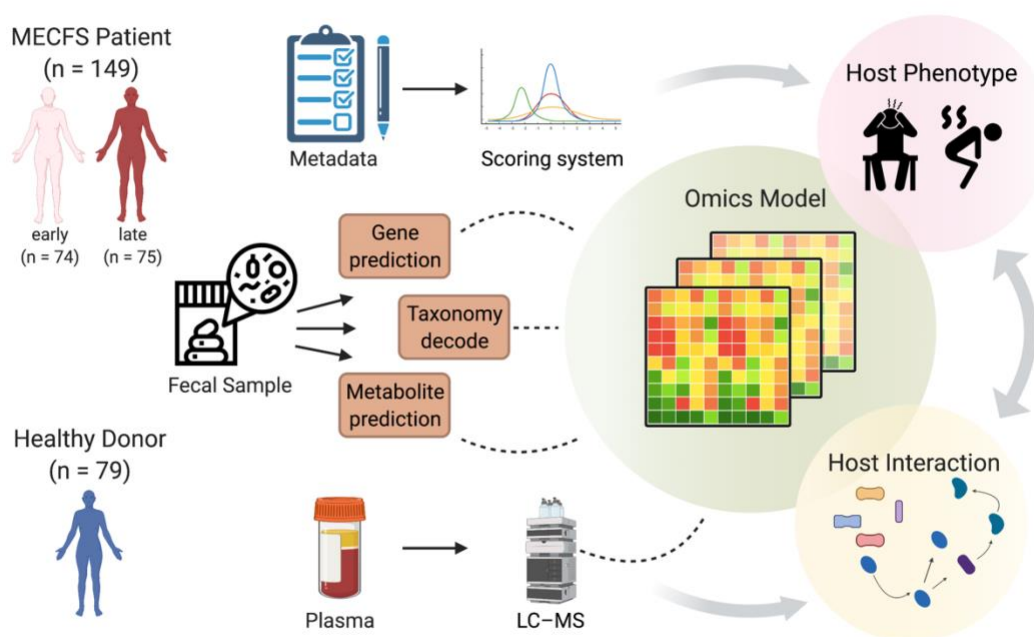 MECFS Patient
(n = 149)
early
(n = 74)
late
(n = 75)
Metadata
Scoring system
Host Phenotype
Omics Model
Gene
prediction
Taxonomy
decode
Metabolite
prediction
Fecal Sample
Healthy Donor
(n = 79)
Plasma
LC–MS
Host Interaction